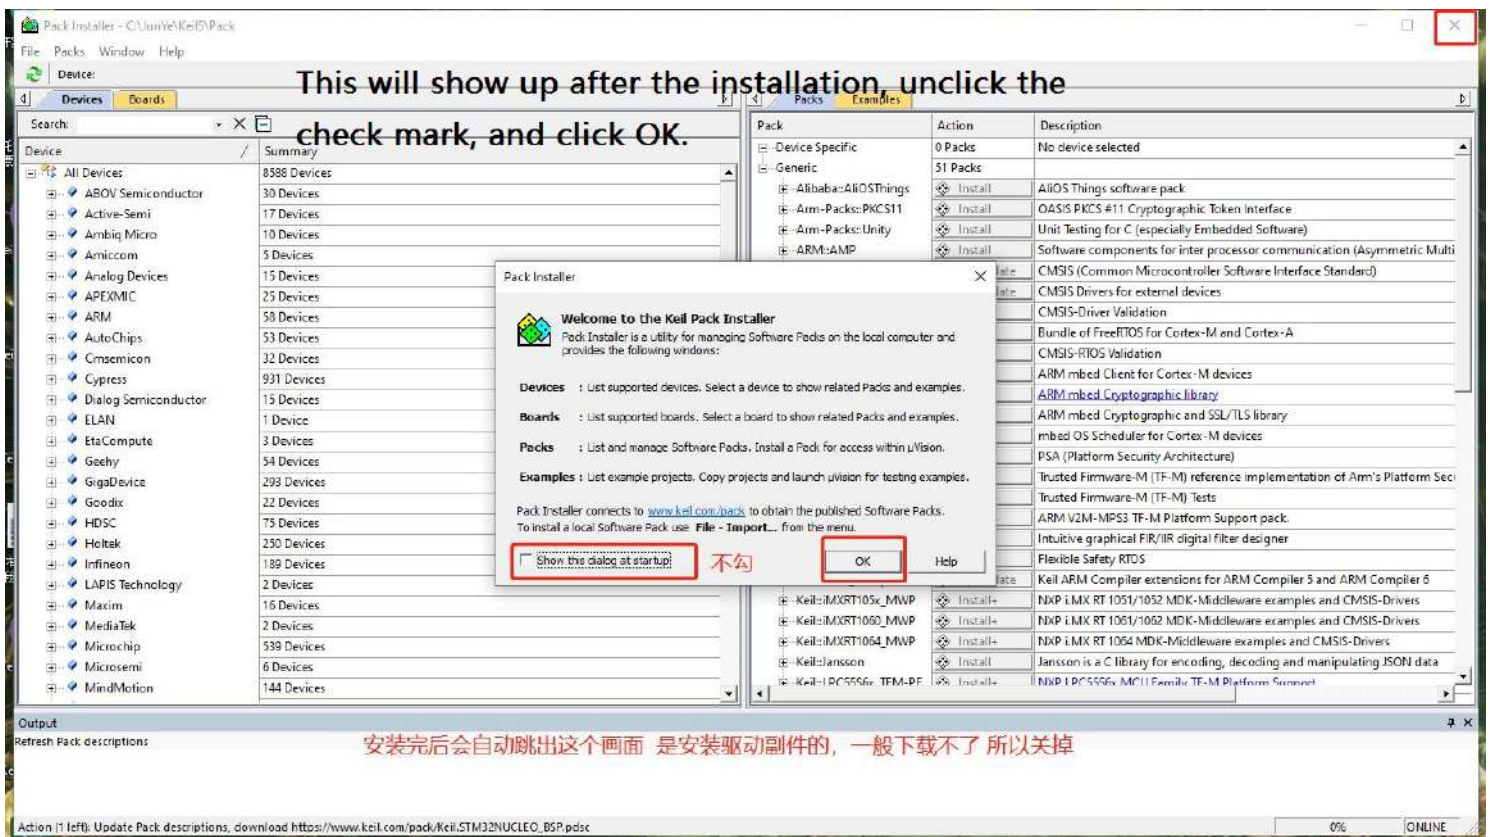 Pack Installer - C:\JunYe\Keil5\Pack
File Packs Window Help
Device:
This will show up after the installation, unclick the
check mark, and click OK.
Devices Boards
Search:
Device / Summary
All Devices 8588 Devices
ABOV Semiconductor 30 Devices
Active-Semi 17 Devices
Ambiq Micro 10 Devices
Amiccom 5 Devices
Analog Devices 15 Devices
APEXMIC 25 Devices
ARM 58 Devices
AutoChips 53 Devices
Cmsemicon 32 Devices
Cypress 931 Devices
Dialog Semiconductor 15 Devices
ELAN 1 Device
EtaCompute 3 Devices
Geehy 54 Devices
GigaDevice 293 Devices
Goodix 22 Devices
HDSC 75 Devices
Holtek 250 Devices
Infineon 189 Devices
LAPIS Technology 2 Devices
Maxim 16 Devices
MediaTek 2 Devices
Microchip 539 Devices
Microsemi 6 Devices
MindMotion 144 Devices
Packs Examples
Pack Action Description
Device Specific 0 Packs No device selected
Generic 51 Packs
Alibaba::AliOSThings Install AliOS Things software pack
Arm-Packs::PKCS11 Install OASIS PKCS #11 Cryptographic Token Interface
Arm-Packs::Unity Install Unit Testing for C (especially Embedded Software)
ARM::AMP Install Software components for inter processor communication (Asymmetric Multi
CMSIS (Common Microcontroller Software Interface Standard)
CMSIS Drivers for external devices
CMSIS-Driver Validation
Bundle of FreeRTOS for Cortex-M and Cortex-A
CMSIS-RTOS Validation
ARM mbed Client for Cortex-M devices
ARM mbed Cryptographic library
ARM mbed Cryptographic and SSL/TLS library
mbed OS Scheduler for Cortex-M devices
PSA (Platform Security Architecture)
Trusted Firmware-M (TF-M) reference implementation of Arm's Platform Sec
Trusted Firmware-M (TF-M) Tests
ARM V2M-MPS3 TF-M Platform Support pack.
Intuitive graphical FIR/IIR digital filter designer
Flexible Safety RTOS
Keil ARM Compiler extensions for ARM Compiler 5 and ARM Compiler 6
Keil::iMXRT105x_MWP Install+ NXP i.MX RT 1051/1052 MDK-Middleware examples and CMSIS-Drivers
Keil::iMXRT1060_MWP Install+ NXP i.MX RT 1061/1062 MDK-Middleware examples and CMSIS-Drivers
Keil::iMXRT1064_MWP Install+ NXP i.MX RT 1064 MDK-Middleware examples and CMSIS-Drivers
Keil::Jansson Install Jansson is a C library for encoding, decoding and manipulating JSON data
Keil::LPC55S6x_TFM-PF Install+ NXP LPC55S6x MCU Family TF-M Platform Support
Pack Installer
Welcome to the Keil Pack Installer
Pack Installer is a utility for managing Software Packs on the local computer and
provides the following windows:
Devices : List supported devices. Select a device to show related Packs and examples.
Boards : List supported boards. Select a board to show related Packs and examples.
Packs : List and manage Software Packs. Install a Pack for access within µVision.
Examples : List example projects. Copy projects and launch µVision for testing examples.
Pack Installer connects to www.keil.com/pack to obtain the published Software Packs.
To install a local Software Pack use File - Import... from the menu.
Show this dialog at startup 不勾 OK Help
Output
Refresh Pack descriptions
安装完后会自动跳出这个画面 是安装驱动副件的，一般下载不了 所以关掉
Action (1 left): Update Pack descriptions, download https://www.keil.com/pack/Keil.STM32NUCLEO_BSP.pdsc 0% ONLINE